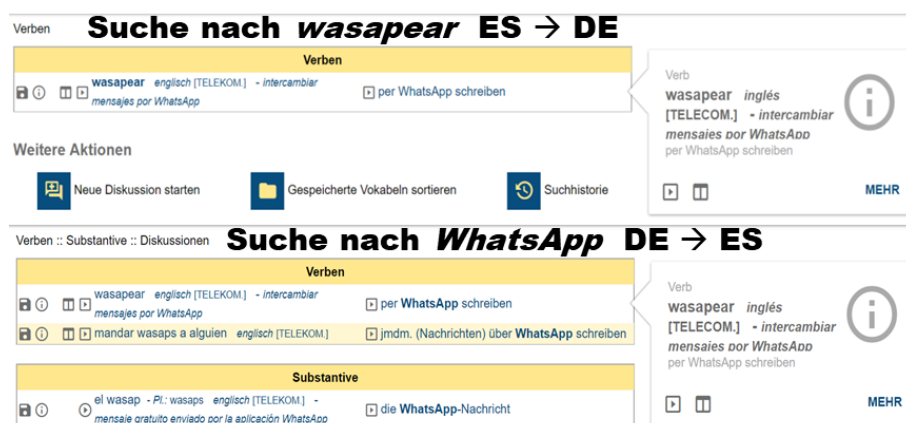 Verben
Suche nach wasapear ES → DE
Verben
wasapear englisch [TELEKOM.] - intercambiar
mensajes por WhatsApp
per WhatsApp schreiben
Verb
wasapear inglés
[TELECOM.] - intercambiar
mensajes por WhatsApp
per WhatsApp schreiben
MEHR
Weitere Aktionen
Neue Diskussion starten
Gespeicherte Vokabeln sortieren
Suchhistorie
Verben :: Substantive :: Diskussionen
Suche nach WhatsApp DE → ES
Verben
wasapear englisch [TELEKOM.] - intercambiar
mensajes por WhatsApp
per WhatsApp schreiben
mandar wasaps a alguien englisch [TELEKOM.]
jmdm. (Nachrichten) über WhatsApp schreiben
Verb
wasapear inglés
[TELECOM.] - intercambiar
mensajes por WhatsApp
per WhatsApp schreiben
MEHR
Substantive
el wasap - Pl.: wasaps englisch [TELEKOM.] -
mensaje gratuito enviado por la aplicación WhatsApp
die WhatsApp-Nachricht